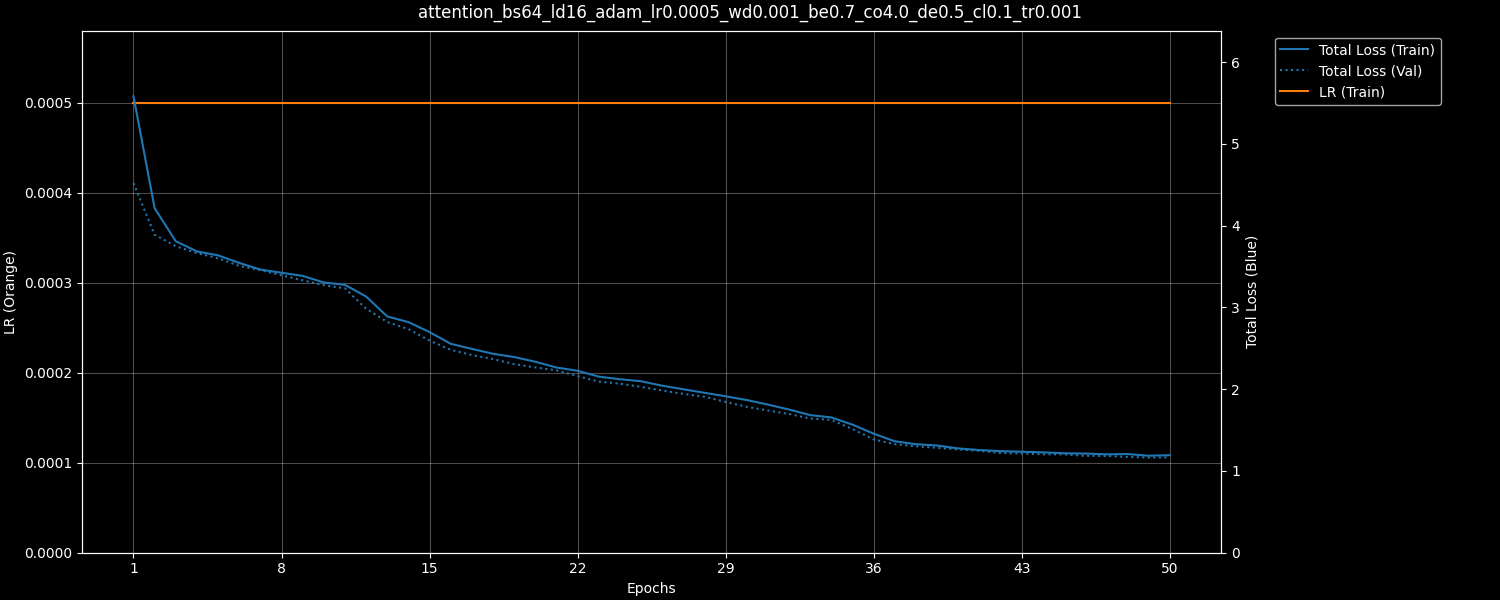 attention_bs64_ld16_adam_lr0.0005_wd0.001_be0.7_co4.0_de0.5_cl0.1_tr0.001
Total Loss (Train)
Total Loss (Val)
LR (Train)
LR (Orange)
0.0005
0.0004
0.0003
0.0002
0.0001
0.0000
6
5
4
3
2
1
0
Total Loss (Blue)
1 8 15 22 29 36 43 50
Epochs